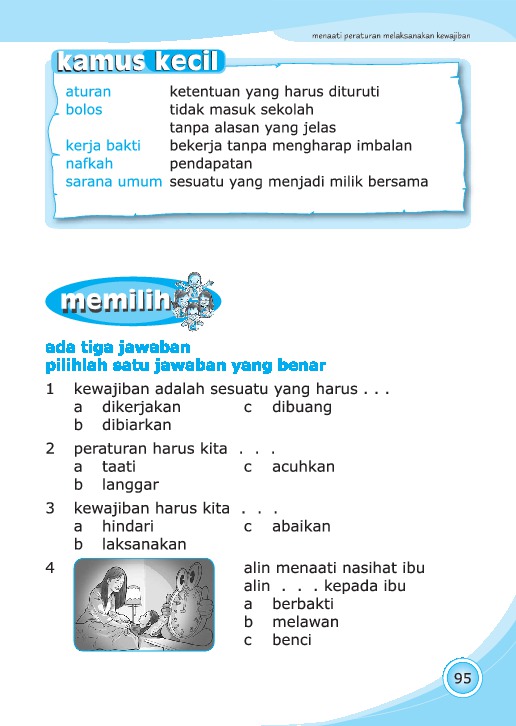 menaati peraturan melaksanakan kewajiban
kamus kecil
aturan ketentuan yang harus dituruti
bolos tidak masuk sekolah
tanpa alasan yang jelas
kerja bakti bekerja tanpa mengharap imbalan
nafkah pendapatan
sarana umum sesuatu yang menjadi milik bersama
memilih
ada tiga jawaban
pilihlah satu jawaban yang benar
1 kewajiban adalah sesuatu yang harus . . .
a dikerjakan c dibuang
b dibiarkan
2 peraturan harus kita . . .
a taati c acuhkan
b langgar
3 kewajiban harus kita . . .
a hindari c abaikan
b laksanakan
4 alin menaati nasihat ibu
alin . . . kepada ibu
a berbakti
b melawan
c benci
95